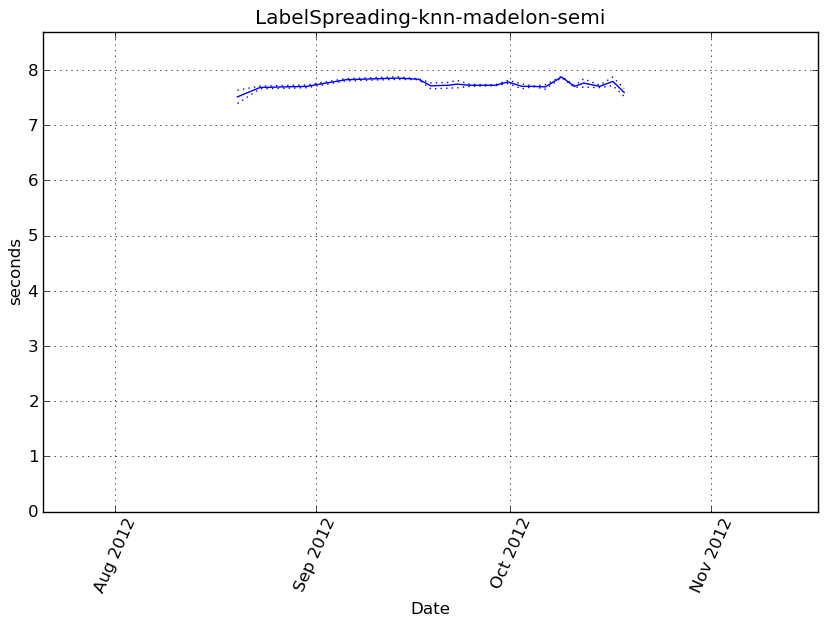 LabelSpreading-knn-madelon-semi
8
7
6
5
4
3
2
1
0
seconds
Aug 2012
Sep 2012
Oct 2012
Nov 2012
Date